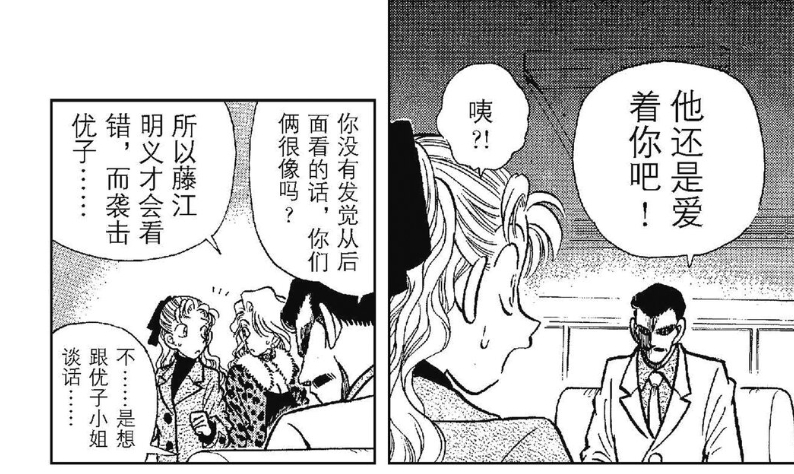 他还是爱
着你吧！
咦
?!
你没有发觉从后
面看的话，你们
俩很像吗？
所以藤江
明义才会看
错，而袭击
优子……
不……是想
跟优子小姐
谈话……